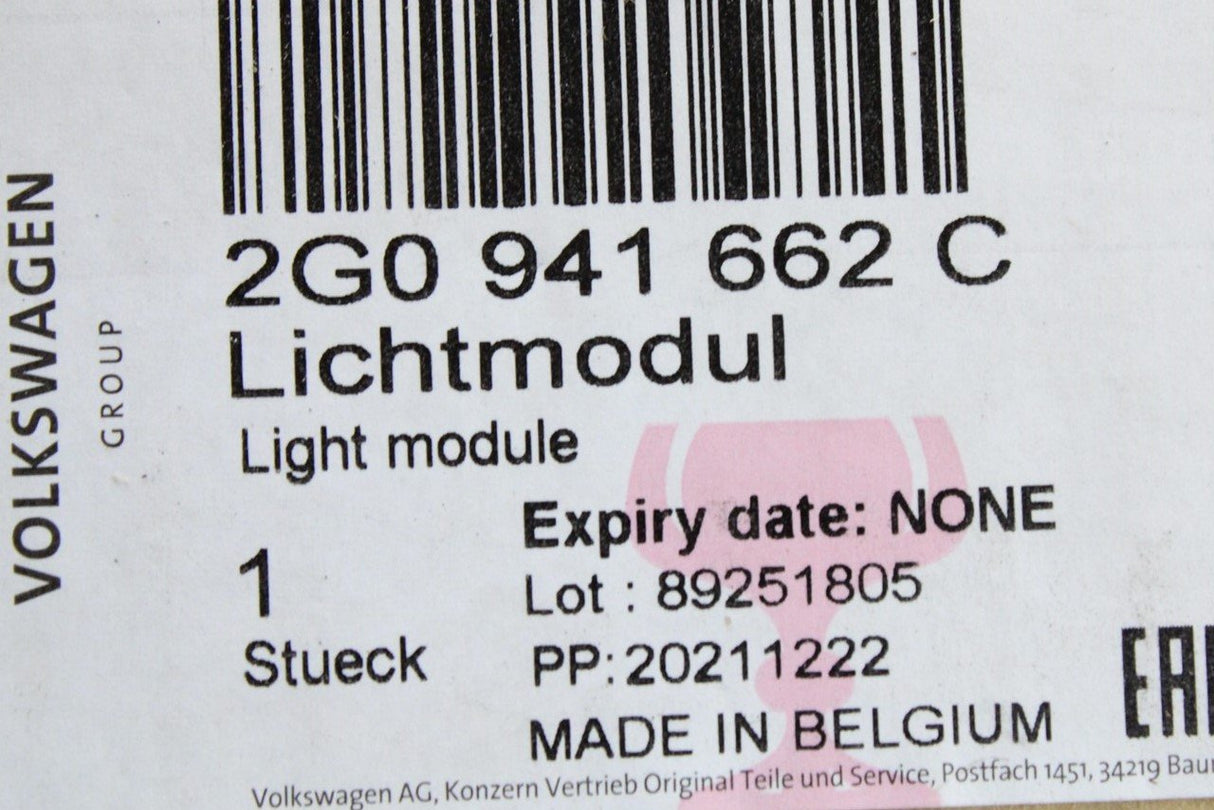 VOLKSWAGEN
GROUP
2G0 941 662 C
Lichtmodul
Light module
Expiry date: NONE
1
Lot : 89251805
Stueck
PP:20211222
MADE IN BELGIUM
Volkswagen AG, Konzern Vertrieb Original Teile und Service, Postfach 1451, 34219